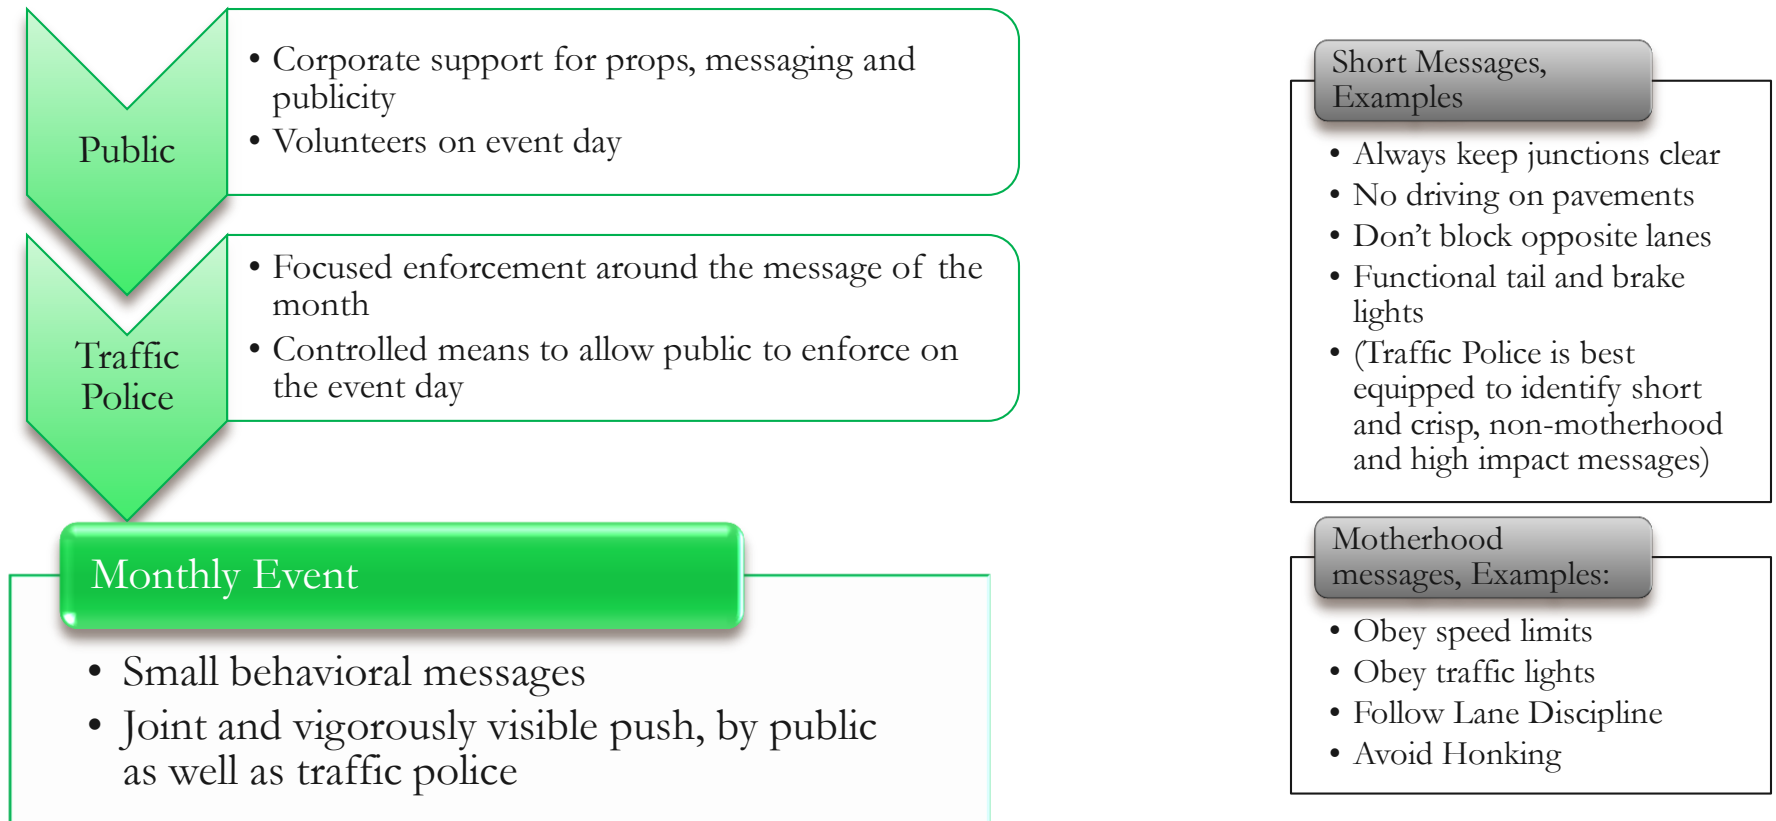 Public
• Corporate support for props, messaging and
publicity
• Volunteers on event day
Traffic
Police
• Focused enforcement around the message of the
month
• Controlled means to allow public to enforce on
the event day
Monthly Event
• Small behavioral messages
• Joint and vigorously visible push, by public
as well as traffic police
Short Messages,
Examples
• Always keep junctions clear
• No driving on pavements
• Don’t block opposite lanes
• Functional tail and brake
lights
• (Traffic Police is best
equipped to identify short
and crisp, non-motherhood
and high impact messages)
Motherhood
messages, Examples:
• Obey speed limits
• Obey traffic lights
• Follow Lane Discipline
• Avoid Honking